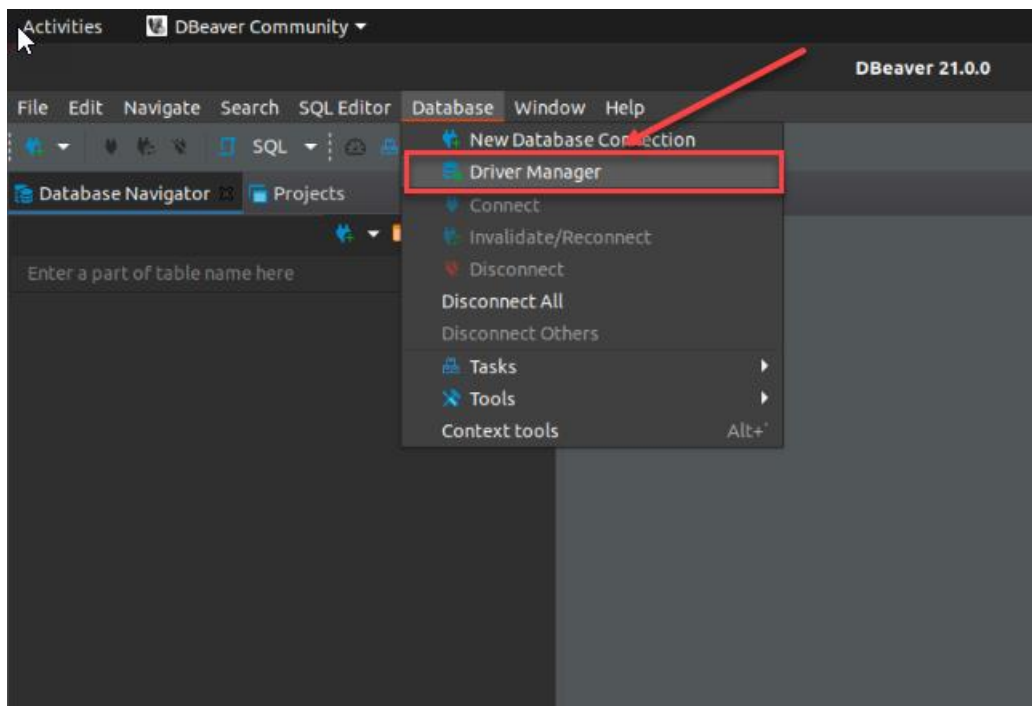 Activities DBeaver Community
DBeaver 21.0.0
File Edit Navigate Search SQL Editor Database Window Help
SQL
Database Navigator Projects
Enter a part of table name here
New Database Connection
Driver Manager
Connect
Invalidate/Reconnect
Disconnect
Disconnect All
Disconnect Others
Tasks
Tools
Context tools Alt+'